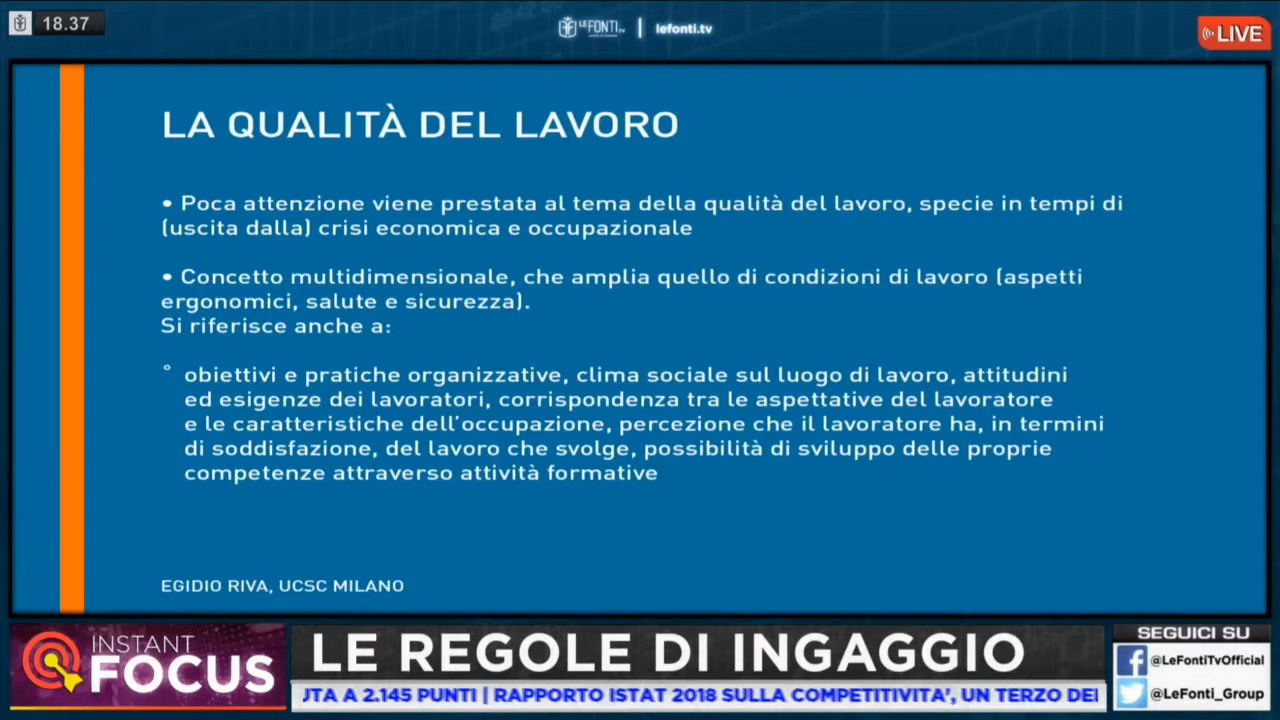 18.37
LE FONTI TV | lefonti.tv
LIVE
LA QUALITÀ DEL LAVORO
• Poca attenzione viene prestata al tema della qualità del lavoro, specie in tempi di
(uscita dalla) crisi economica e occupazionale
• Concetto multidimensionale, che amplia quello di condizioni di lavoro (aspetti
ergonomici, salute e sicurezza).
Si riferisce anche a:
° obiettivi e pratiche organizzative, clima sociale sul luogo di lavoro, attitudini
ed esigenze dei lavoratori, corrispondenza tra le aspettative del lavoratore
e le caratteristiche dell'occupazione, percezione che il lavoratore ha, in termini
di soddisfazione, del lavoro che svolge, possibilità di sviluppo delle proprie
competenze attraverso attività formative
EGIDIO RIVA, UCSC MILANO
INSTANT
FOCUS
LE REGOLE DI INGAGGIO
A 2.145 PUNTI | RAPPORTO ISTAT 2018 SULLA COMPETITIVITA', UN TERZO DEI
SEGUICI SU
@LeFontiTvOfficial
@LeFonti_Group